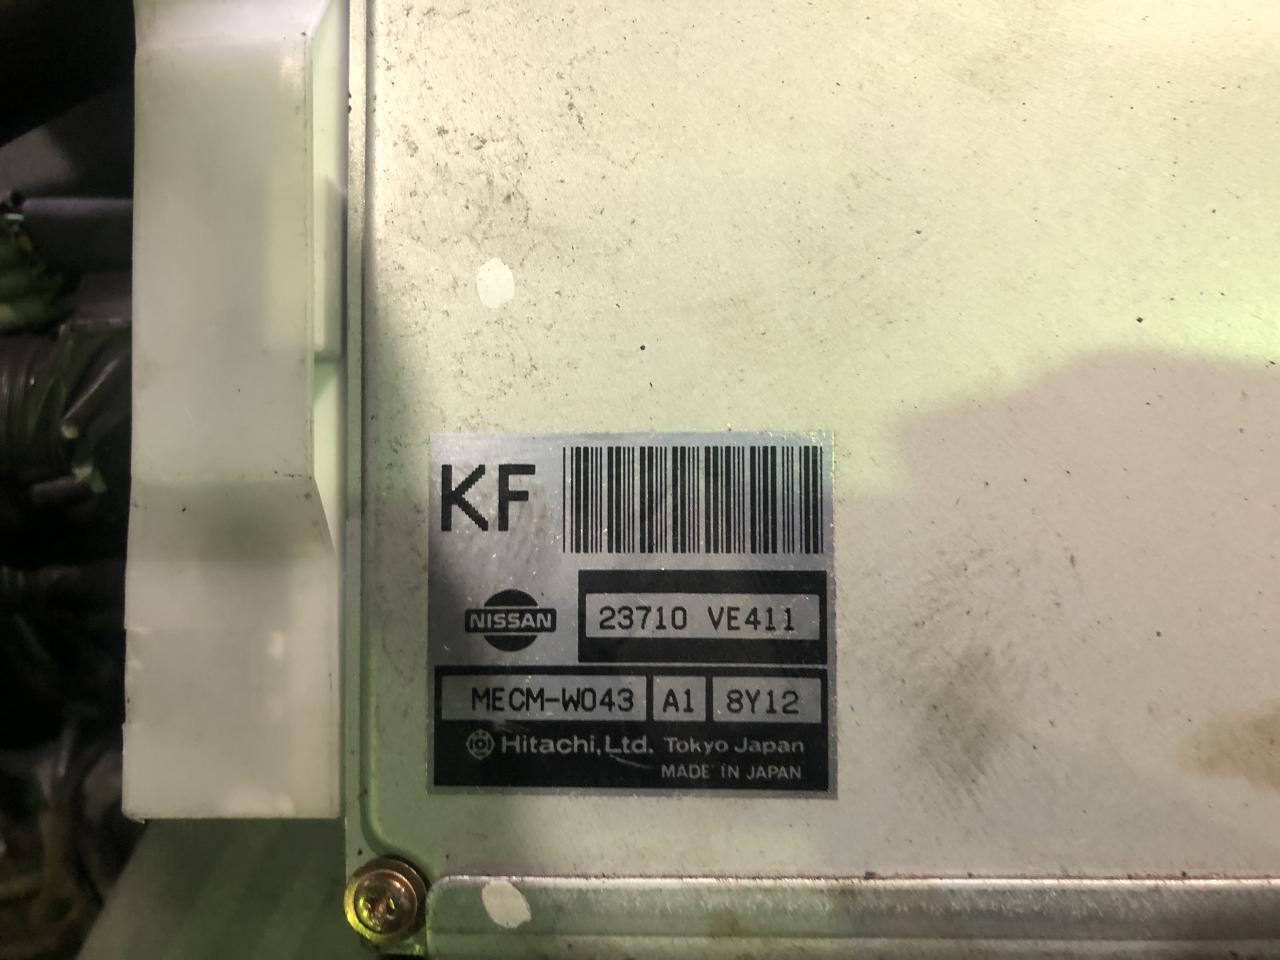 KF
NISSAN
23710 VE411
MECM-W043 A1 8Y12
Hitachi,Ltd. Tokyo Japan
MADE IN JAPAN